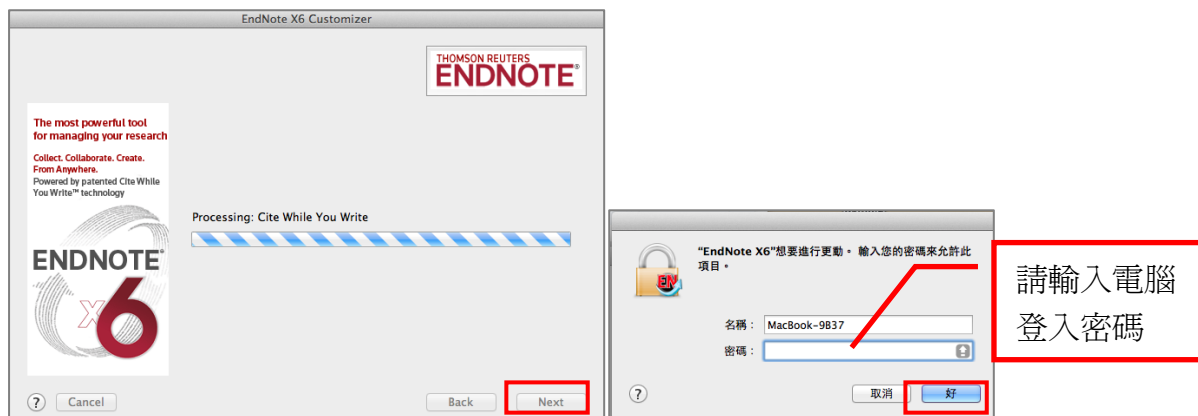 EndNote X6 Customizer
THOMSON REUTERS
ENDNOTE®
The most powerful tool
for managing your research
Collect. Collaborate. Create.
From Anywhere.
Powered by patented Cite While
You Write™ technology
ENDNOTE®
X6
Processing: Cite While You Write
? Cancel
Back
Next
"EndNote X6"想要進行更動。 輸入您的密碼來允許此
項目。
EN
名稱： MacBook-9B37
密碼：
?
取消
好
請輸入電腦
登入密碼